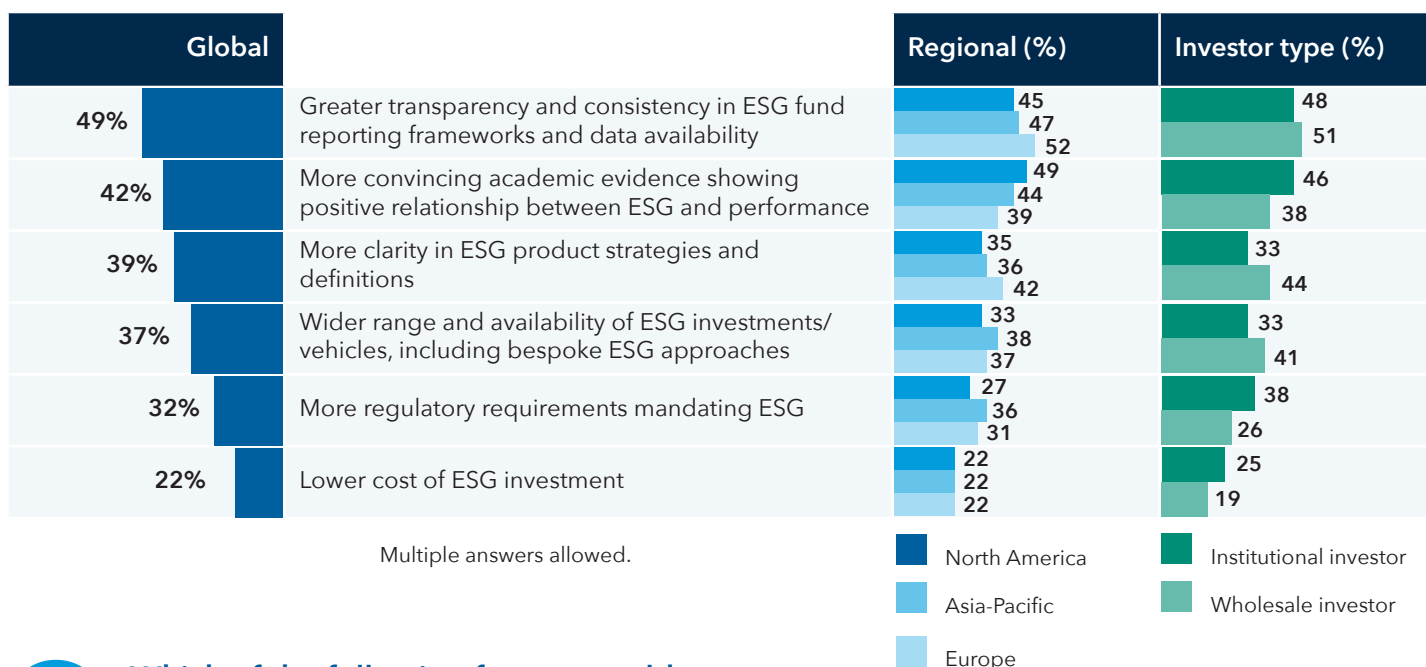 Global
Regional (%)
Investor type (%)
49%
Greater transparency and consistency in ESG fund
reporting frameworks and data availability
45
47
52
48
51
42%
More convincing academic evidence showing
positive relationship between ESG and performance
49
44
39
46
38
39%
More clarity in ESG product strategies and
definitions
35
36
42
33
44
37%
Wider range and availability of ESG investments/
vehicles, including bespoke ESG approaches
33
38
37
33
41
32%
More regulatory requirements mandating ESG
27
36
31
38
26
22%
Lower cost of ESG investment
22
22
22
25
19
Multiple answers allowed.
North America
Asia-Pacific
Europe
Institutional investor
Wholesale investor